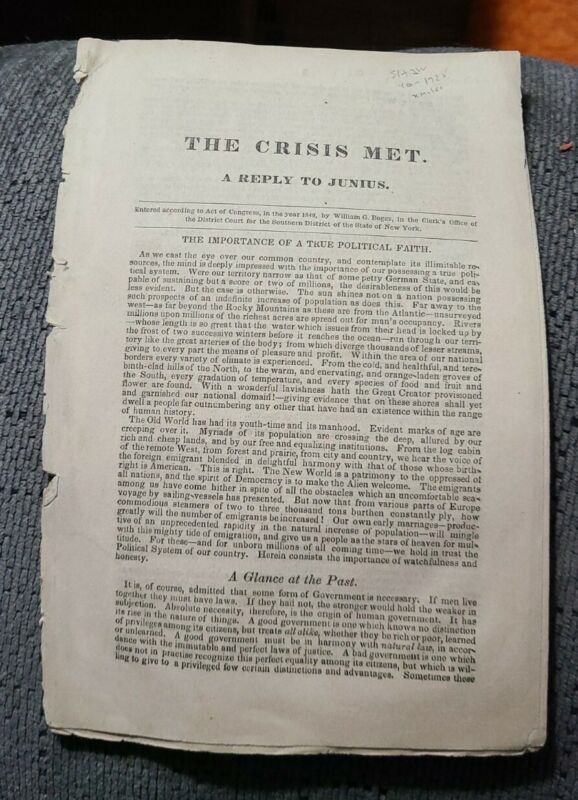 THE CRISIS MET.
A REPLY TO JUNIUS.
Entered according to Act of Congress, in the year 1843, by William G. Boggs, in the Clerk's Office of
the District Court for the Southern District of the State of New York.
THE IMPORTANCE OF A TRUE POLITICAL FAITH.
As we cast the eye over our common country, and contemplate its illimitable re-
sources, the mind is deeply impressed with the importance of our possessing a true poli-
tical system. Were our territory narrow as that of some petty German State, and ca-
pable of sustaining but a score or two of millions, the desirableness of this would be
less evident. But the case is otherwise. The sun shines not on a nation possessing
such prospects of an indefinite increase of population as does this. Far away to the
west—as far beyond the Rocky Mountains as these are from the Atlantic—unsurveyed
millions upon millions of the richest acres are spread out for man's occupancy. Rivers
—whose length is so great that the water which issues from their head is locked up by
the frost of two successive winters before it reaches the ocean—run through our terri-
tory like the great arteries of the body; from which diverge thousands of lesser streams,
giving to every part the means of pleasure and profit. Within the area of our national
borders every variety of climate is experienced. From the cold, and healthful, and tere-
binth-clad hills of the North, to the warm, and enervating, and orange-laden groves of
the South, every gradation of temperature, and every species of food and fruit and
flower are found. With a wonderful lavishness hath the Great Creator provisioned
and garnished our national domain!—giving evidence that on these shores shall yet
dwell a people far outnumbering any other that have had an existence within the range
of human history.
The Old World has had its youth-time and its manhood. Evident marks of age are
creeping over it. Myriads of its population are crossing the deep, allured by our
rich and cheap lands, and by our free and equalizing institutions. From the log cabin
of the remote West, from forest and prairie, from city and country, we hear the voice of
the foreign emigrant blended in delightful harmony with that of those whose birth-
right is American. This is right. The New World is a patrimony to the oppressed of
all nations, and the spirit of Democracy is to make the Alien welcome. The emigrants
among us have come hither in spite of all the obstacles which an uncomfortable sea-
voyage by sailing-vessels has presented. But now that from various parts of Europe
commodious steamers of two to three thousand tons burthen constantly ply, how
greatly will the number of emigrants be increased! Our own early marriages—produc-
tive of an unprecedented rapidity in the natural increase of population—will mingle
with this mighty tide of emigration, and give us a people as the stars of heaven for mul-
titude. For these—and for unborn millions of all coming time—we hold in trust the
Political System of our country. Herein consists the importance of watchfulness and
honesty.
A Glance at the Past.
It is, of course, admitted that some form of Government is necessary. If men live
together they must have laws. If they had not, the stronger would hold the weaker in
subjection. Absolute necessity, therefore, is the origin of human government. It has
its rise in the nature of things. A good government is one which known no distinction
of privileges among its citizens, but treats all alike, whether they be rich or poor, learned
or unlearned. A good government must be in harmony with natural law, in accor-
dance with the immutable and perfect laws of justice. A bad government is one which
does not in practise recognize this perfect equality among its citizens, but which is wil-
ling to give to a privileged few certain distinctions and advantages. Sometimes these